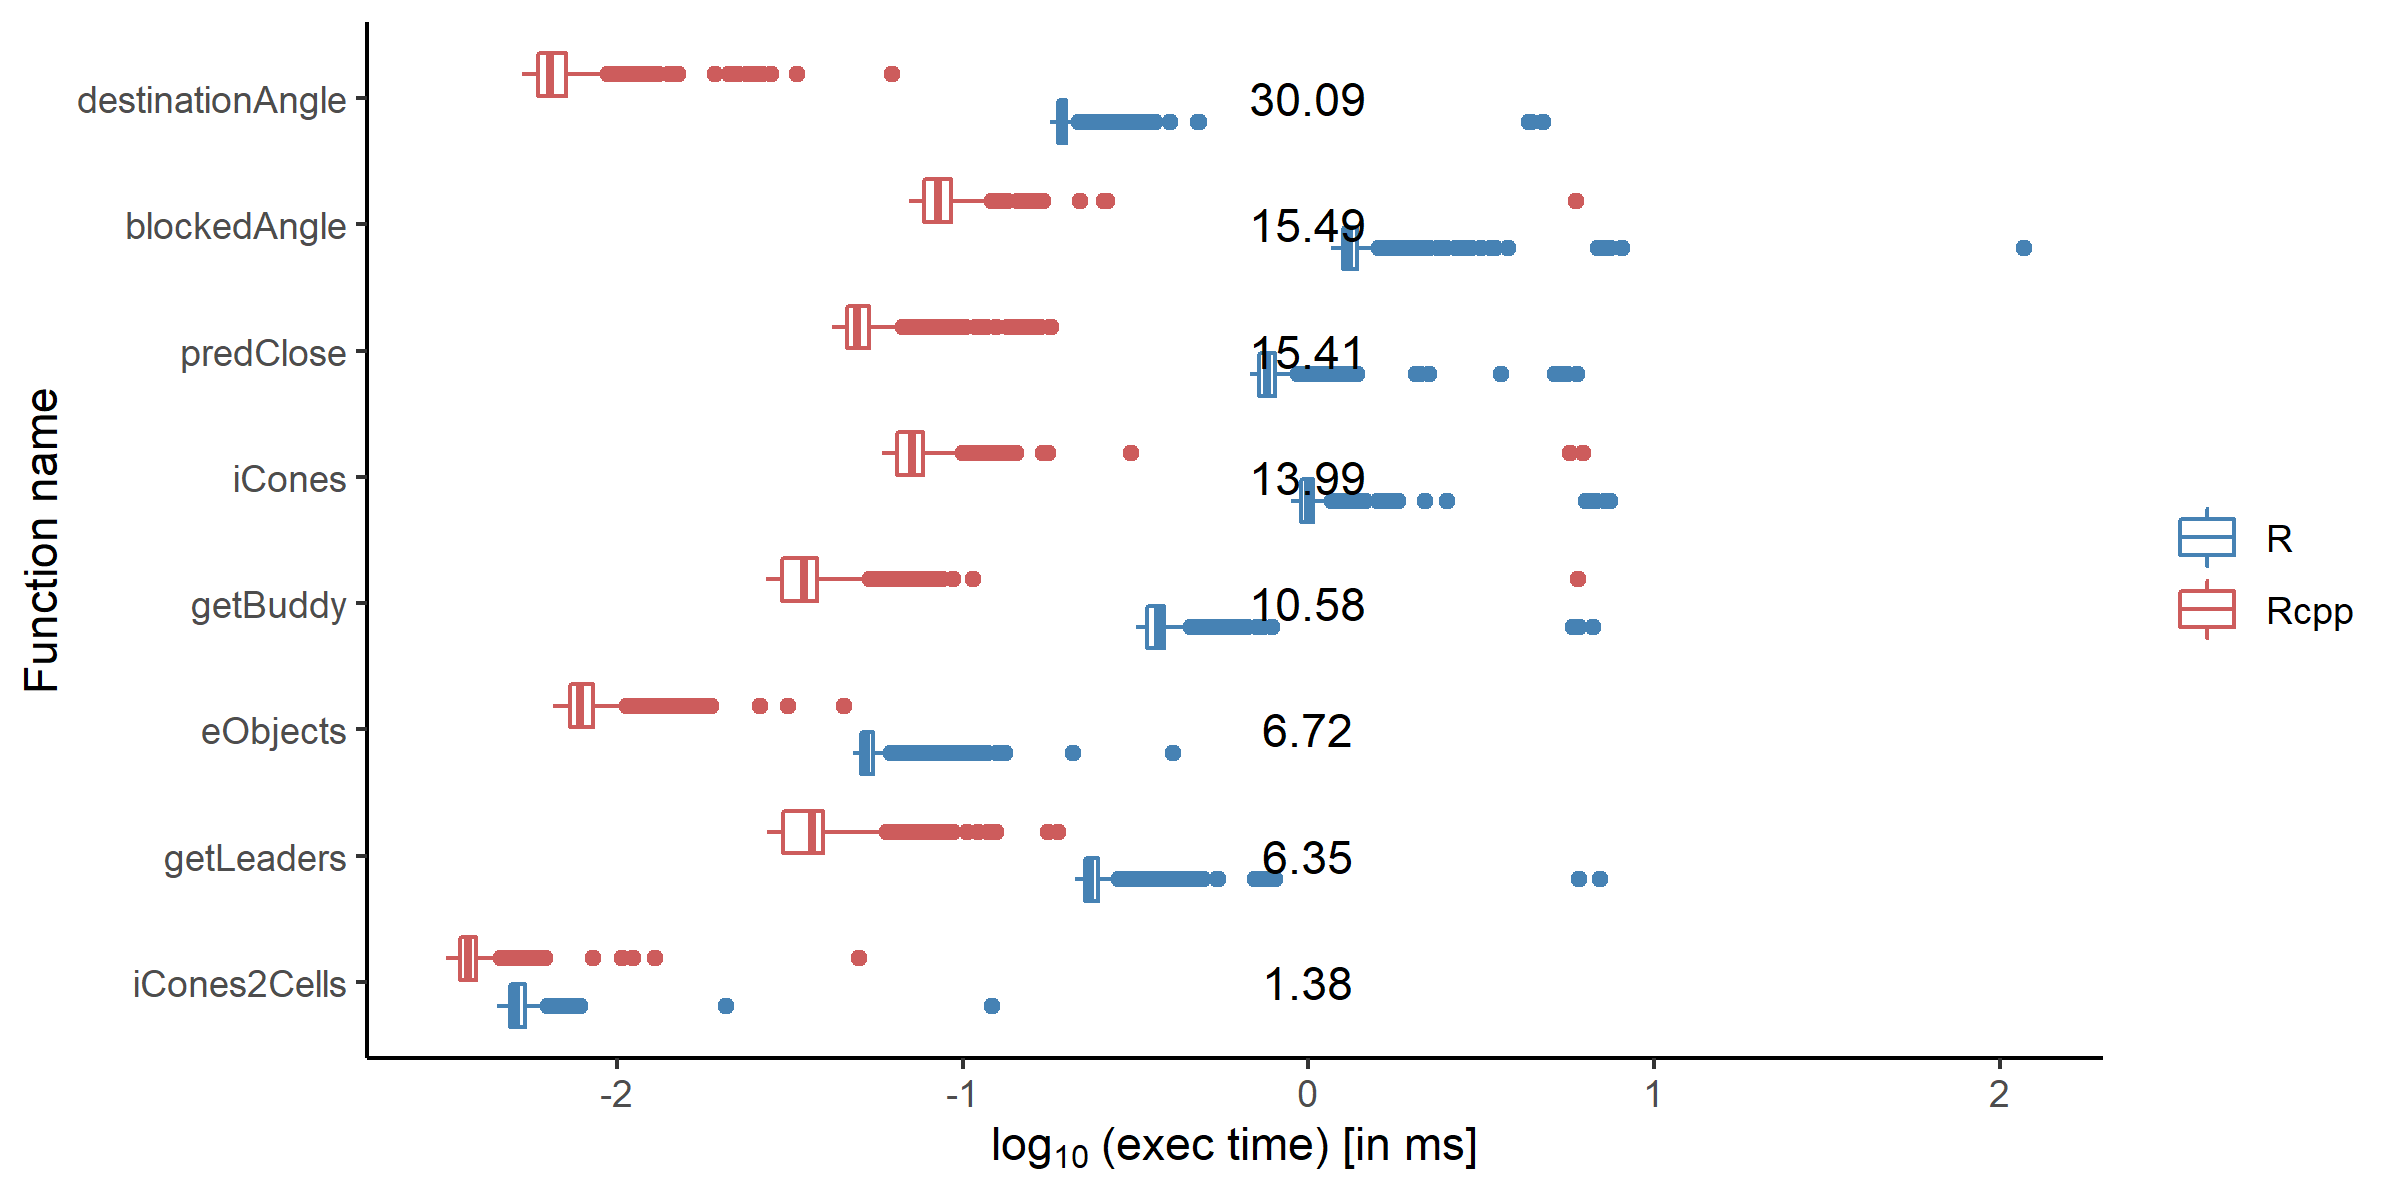 destinationAngle
30.09
blockedAngle
15.49
predClose
15.41
iCones
13.99
getBuddy
10.58
eObjects
6.72
getLeaders
6.35
iCones2Cells
1.38
Function name
-2
-1
0
1
2
log10 (exec time) [in ms]
R
Rcpp